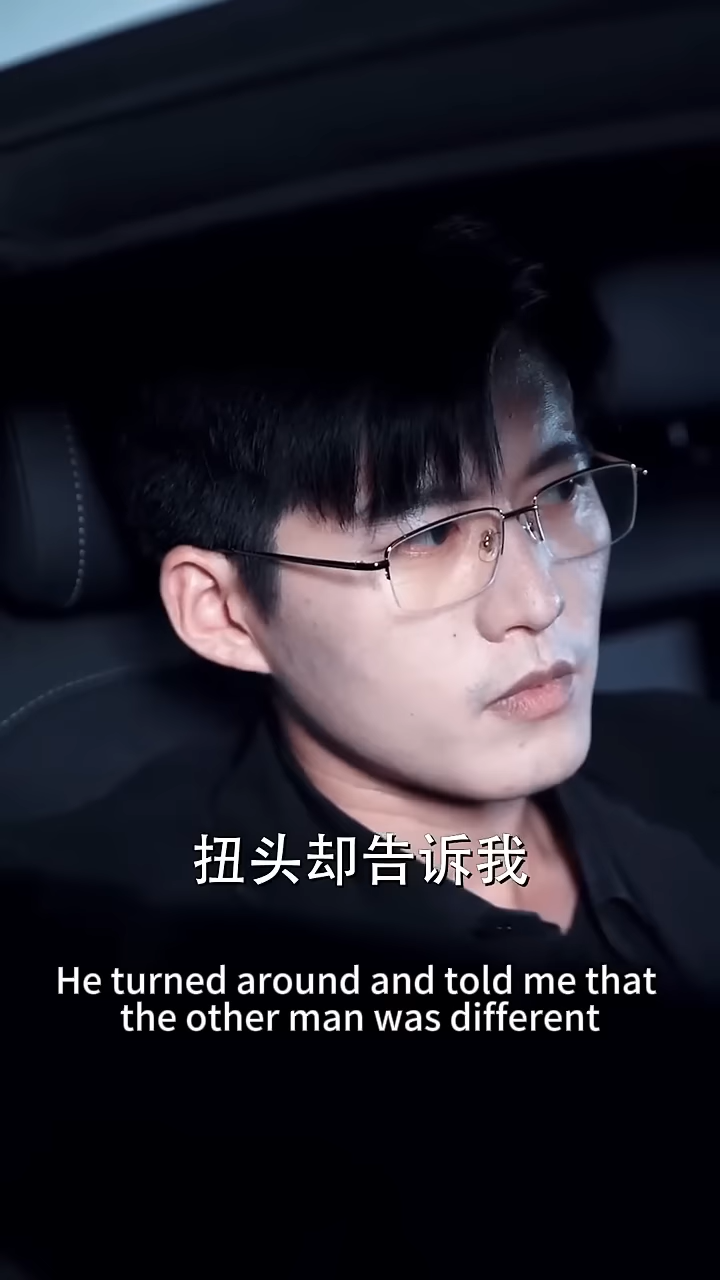 扭头却告诉我
He turned around and told me that
the other man was different